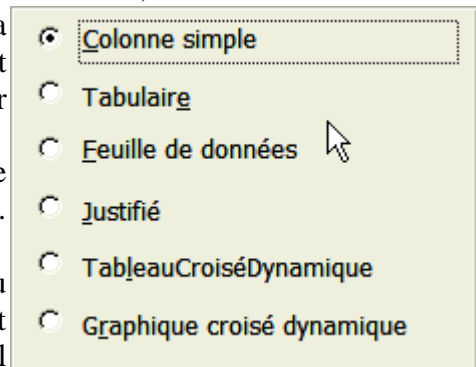 Colonne simple
Tabulaire
Feuille de données
Justifié
TableauCroiséDynamique
Graphique croisé dynamique